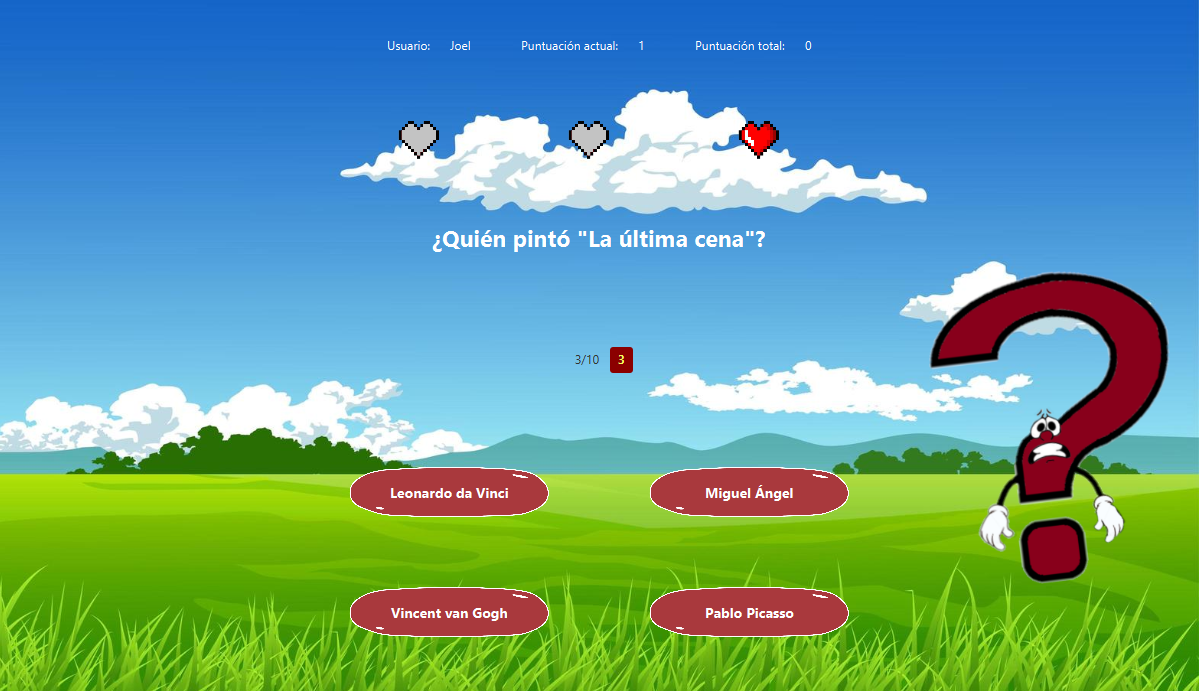 Usuario: Joel Puntuación actual: 1 Puntuación total: 0
¿Quién pintó "La última cena"?
3/10 3
Leonardo da Vinci Miguel Ángel
Vincent van Gogh Pablo Picasso